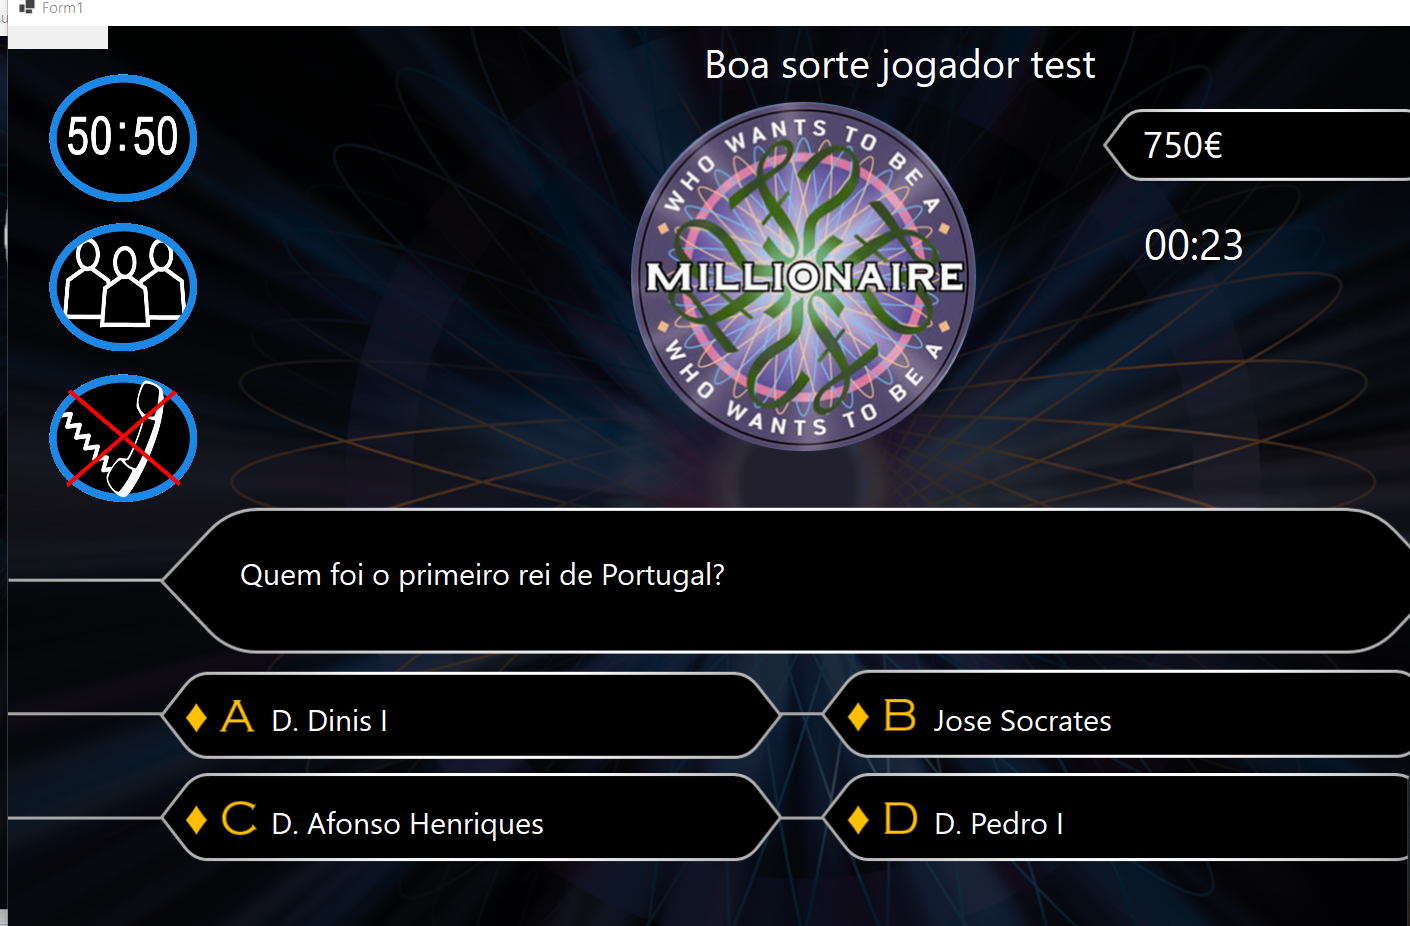 Form1
Boa sorte jogador test
50:50
WHO WANTS TO BE A
MILLIONAIRE
WHO WANTS TO BE A
750€
00:23
Quem foi o primeiro rei de Portugal?
A D. Dinis I
B Jose Socrates
C D. Afonso Henriques
D D. Pedro I